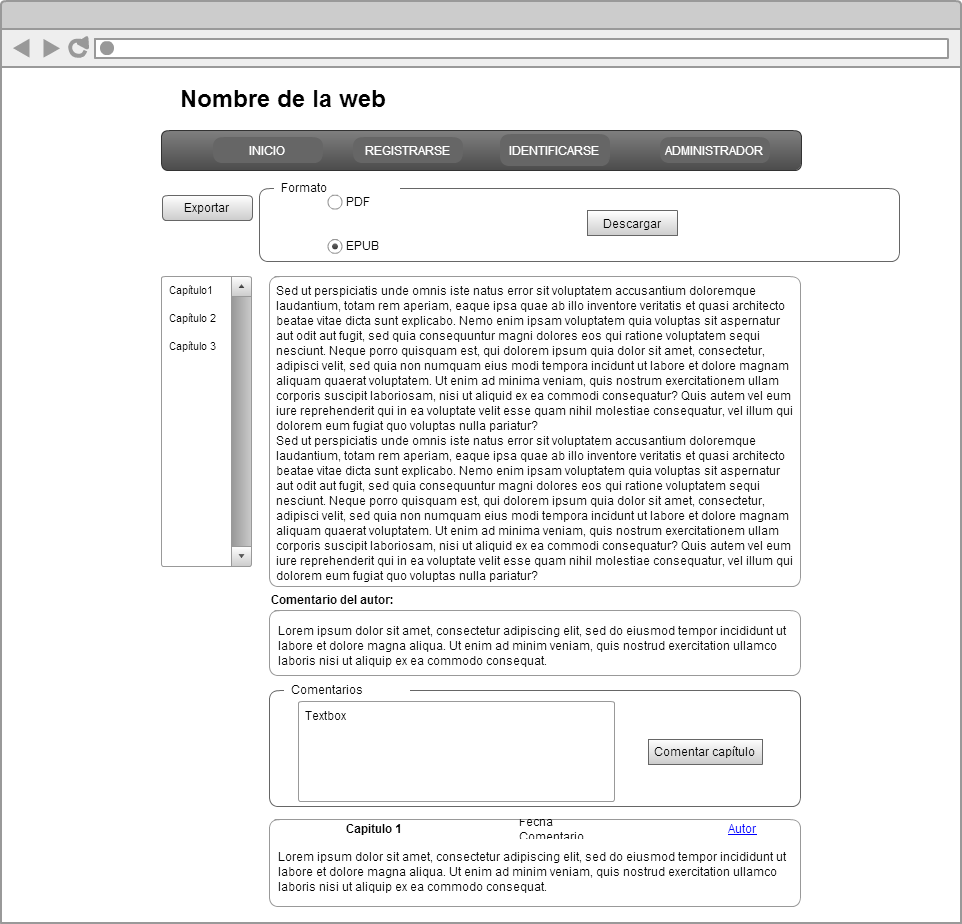 Nombre de la web
INICIO REGISTRARSE IDENTIFICARSE ADMINISTRADOR
Formato
Exportar
PDF
Descargar
EPUB
Capítulo1
Capítulo 2
Capítulo 3
Sed ut perspiciatis unde omnis iste natus error sit voluptatem accusantium doloremque
laudantium, totam rem aperiam, eaque ipsa quae ab illo inventore veritatis et quasi architecto
beatae vitae dicta sunt explicabo. Nemo enim ipsam voluptatem quia voluptas sit aspernatur
aut odit aut fugit, sed quia consequuntur magni dolores eos qui ratione voluptatem sequi
nesciunt. Neque porro quisquam est, qui dolorem ipsum quia dolor sit amet, consectetur,
adipisci velit, sed quia non numquam eius modi tempora incidunt ut labore et dolore magnam
aliquam quaerat voluptatem. Ut enim ad minima veniam, quis nostrum exercitationem ullam
corporis suscipit laboriosam, nisi ut aliquid ex ea commodi consequatur? Quis autem vel eum
iure reprehenderit qui in ea voluptate velit esse quam nihil molestiae consequatur, vel illum qui
dolorem eum fugiat quo voluptas nulla pariatur?
Sed ut perspiciatis unde omnis iste natus error sit voluptatem accusantium doloremque
laudantium, totam rem aperiam, eaque ipsa quae ab illo inventore veritatis et quasi architecto
beatae vitae dicta sunt explicabo. Nemo enim ipsam voluptatem quia voluptas sit aspernatur
aut odit aut fugit, sed quia consequuntur magni dolores eos qui ratione voluptatem sequi
nesciunt. Neque porro quisquam est, qui dolorem ipsum quia dolor sit amet, consectetur,
adipisci velit, sed quia non numquam eius modi tempora incidunt ut labore et dolore magnam
aliquam quaerat voluptatem. Ut enim ad minima veniam, quis nostrum exercitationem ullam
corporis suscipit laboriosam, nisi ut aliquid ex ea commodi consequatur? Quis autem vel eum
iure reprehenderit qui in ea voluptate velit esse quam nihil molestiae consequatur, vel illum qui
dolorem eum fugiat quo voluptas nulla pariatur?
Comentario del autor:
Lorem ipsum dolor sit amet, consectetur adipiscing elit, sed do eiusmod tempor incididunt ut
labore et dolore magna aliqua. Ut enim ad minim veniam, quis nostrud exercitation ullamco
laboris nisi ut aliquip ex ea commodo consequat.
Comentarios
Textbox
Comentar capítulo
Capitulo 1
Fecha
Comentario
Autor
Lorem ipsum dolor sit amet, consectetur adipiscing elit, sed do eiusmod tempor incididunt ut
labore et dolore magna aliqua. Ut enim ad minim veniam, quis nostrud exercitation ullamco
laboris nisi ut aliquip ex ea commodo consequat.